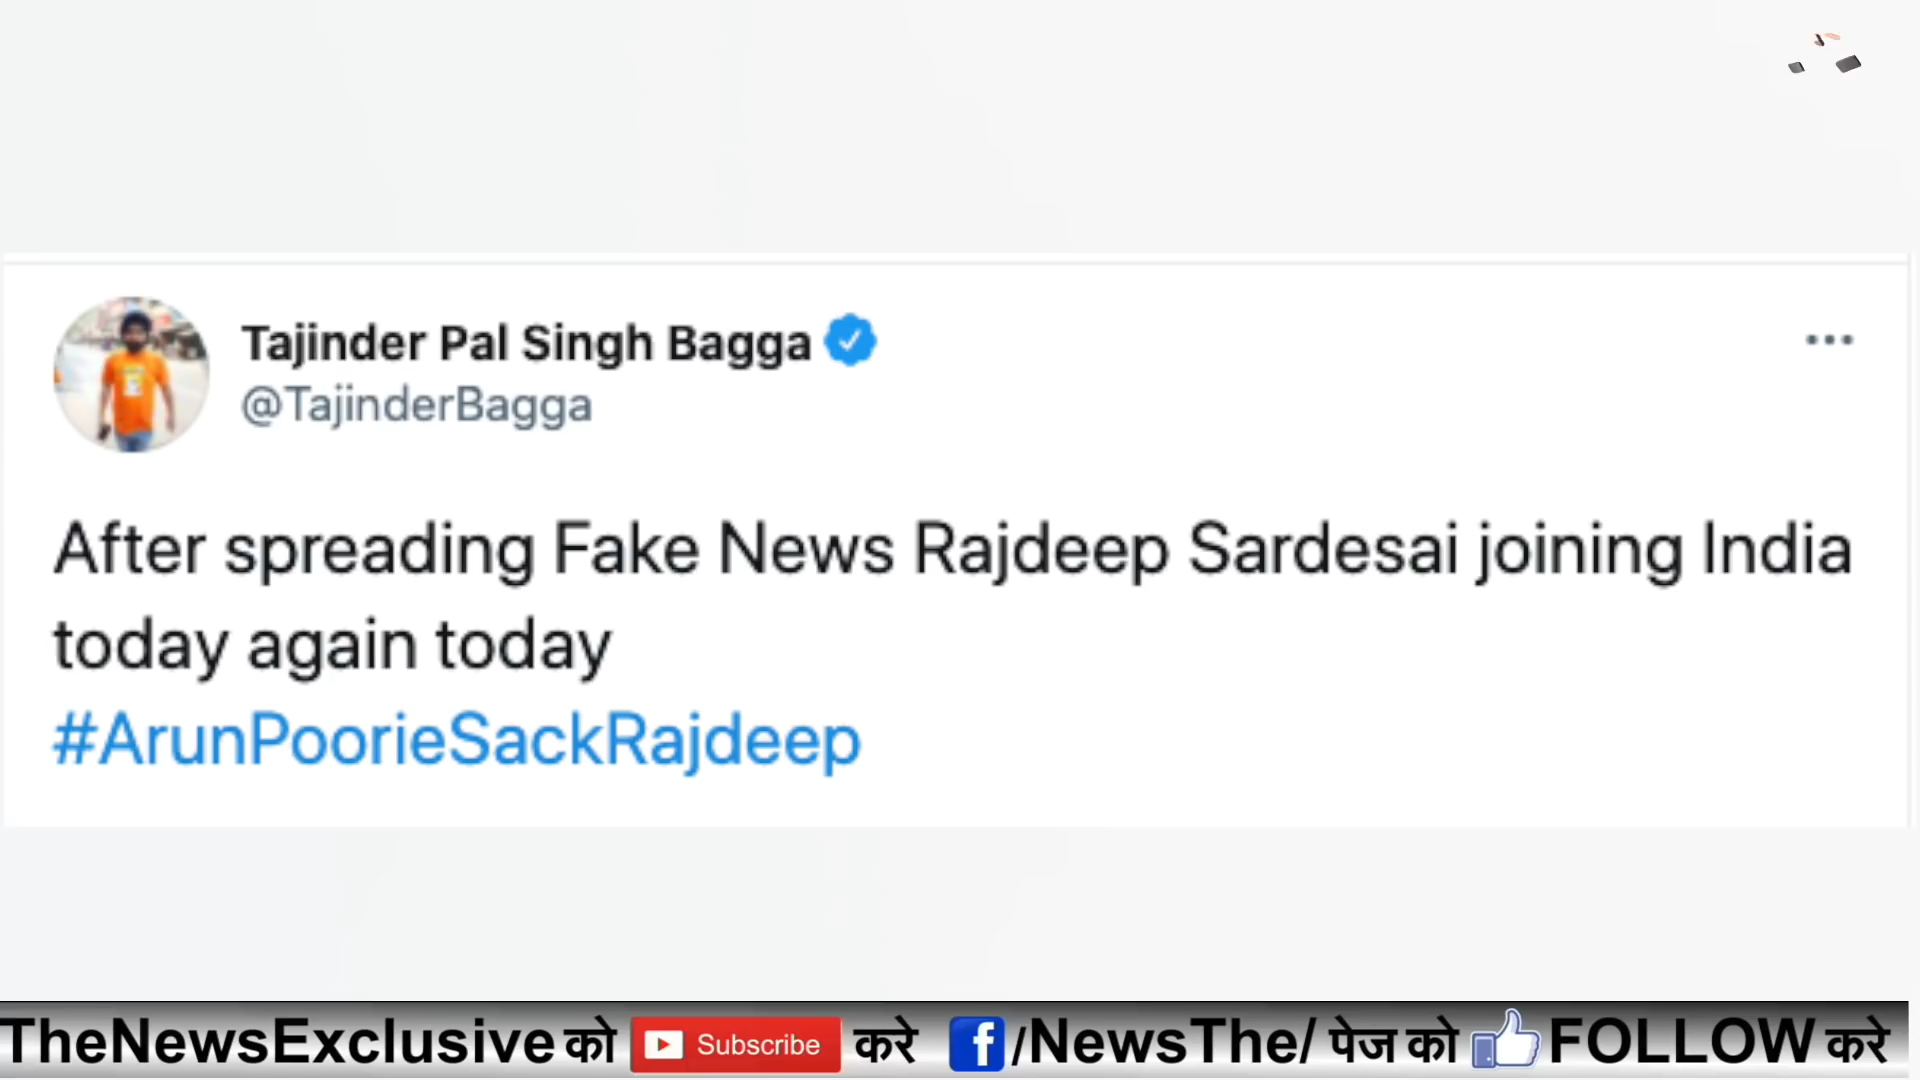 Tajinder Pal Singh Bagga
@TajinderBagga
After spreading Fake News Rajdeep Sardesai joining India
today again today
#ArunPoorieSackRajdeep
TheNewsExclusive को Subscribe करे f/NewsThe/ पेज को FOLLOW करे